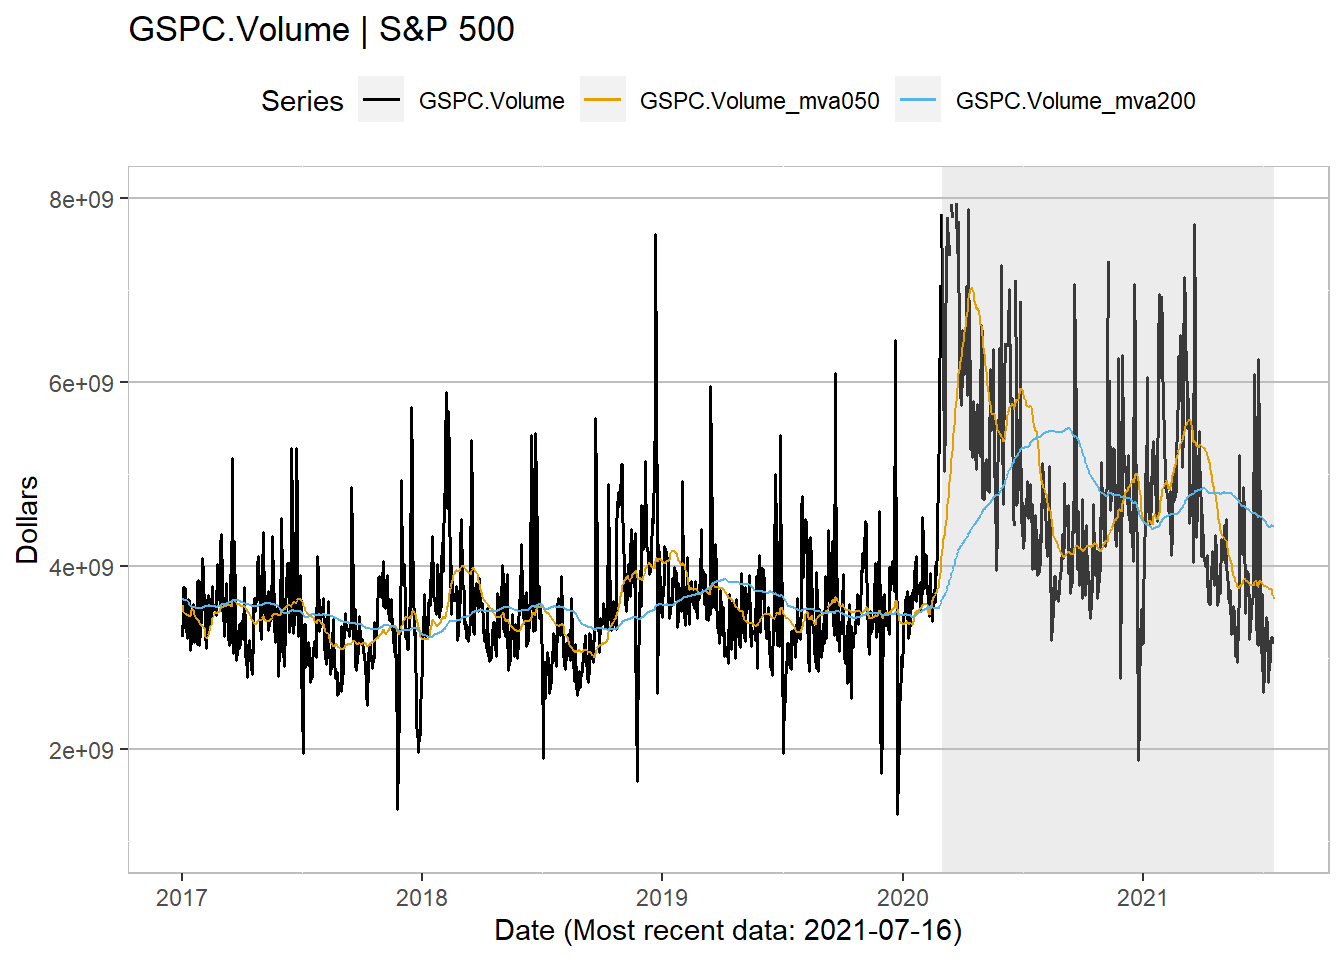 GSPC.Volume | S&P 500
Series GSPC.Volume GSPC.Volume_mva050 GSPC.Volume_mva200
8e+09
6e+09
4e+09
2e+09
Dollars
2017 2018 2019 2020 2021
Date (Most recent data: 2021-07-16)